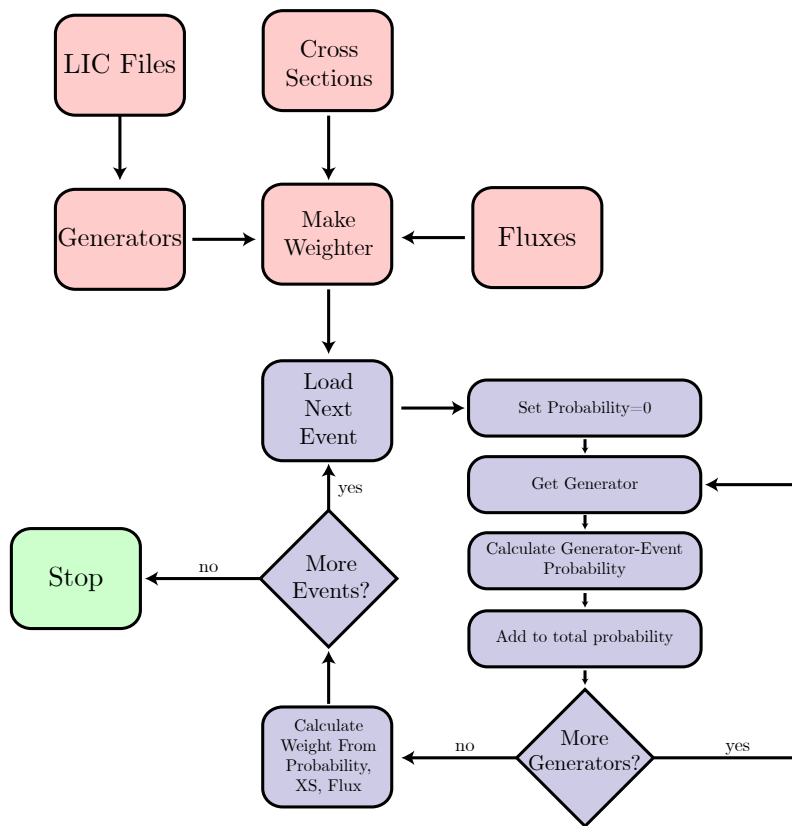 LIC Files
Cross
Sections
Generators
Make
Weighter
Fluxes
Load
Next
Event
Set Probability=0
Get Generator
yes
Calculate Generator-Event
Probability
Stop
no
More
Events?
Add to total probability
Calculate
Weight From
Probability,
XS, Flux
no
More
Generators?
yes